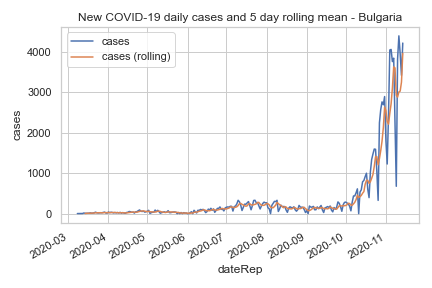 New COVID-19 daily cases and 5 day rolling mean - Bulgaria
cases
cases (rolling)
4000
3000
2000
1000
0
cases
2020-03
2020-04
2020-05
2020-06
2020-07
2020-08
2020-09
2020-10
2020-11
dateRep